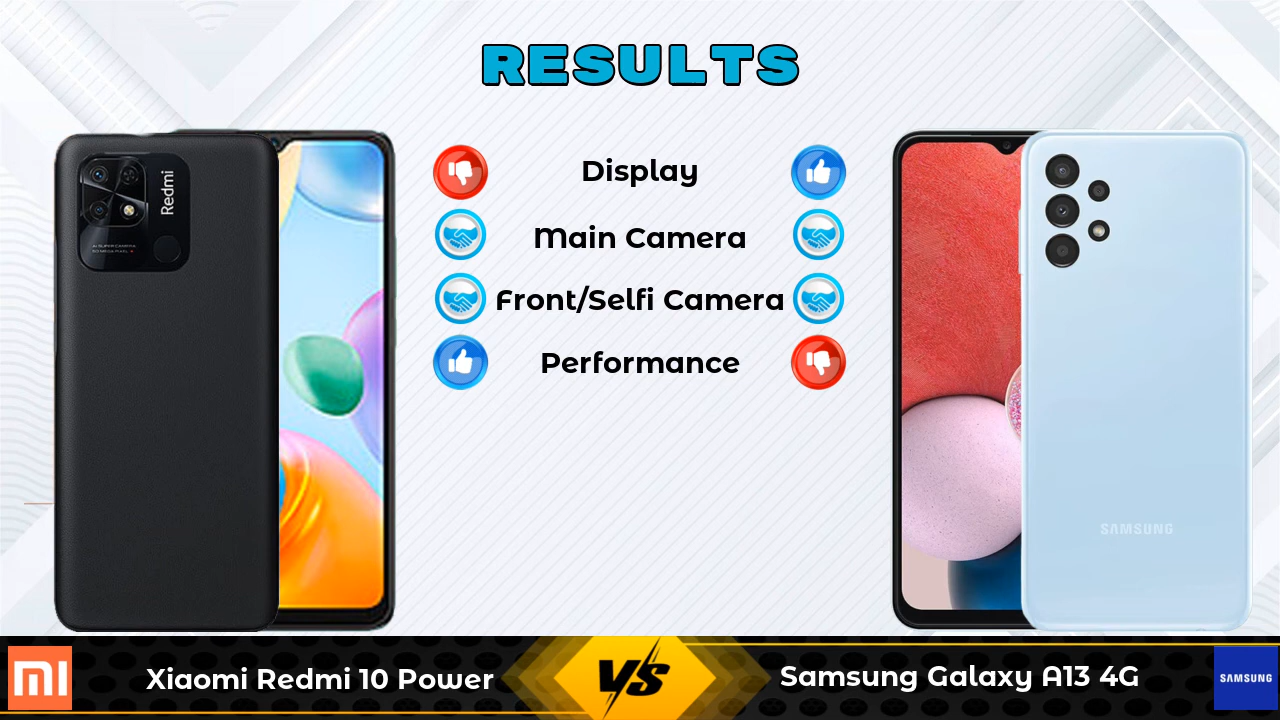 RESULTS
Redmi
Display
Main Camera
Front/Selfi Camera
Performance
SAMSUNG
Xiaomi Redmi 10 Power
VS
Samsung Galaxy A13 4G
SAMSUNG